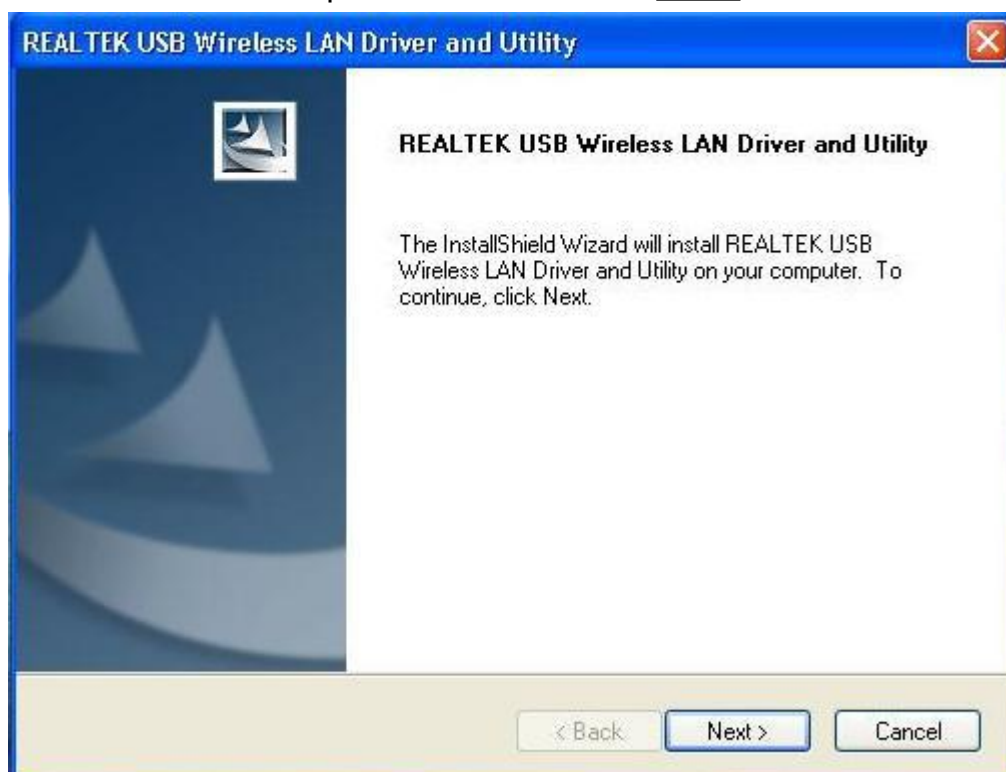 REALTEK USB Wireless LAN Driver and Utility
REALTEK USB Wireless LAN Driver and Utility
The InstallShield Wizard will install REALTEK USB
Wireless LAN Driver and Utility on your computer.  To
continue, click Next.
< Back
Next >
Cancel